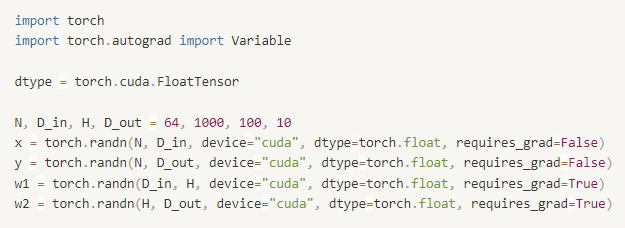 import torch
import torch.autograd import Variable
dtype = torch.cuda.FloatTensor
N, D_in, H, D_out = 64, 1000, 100, 10
x = torch.randn(N, D_in, device="cuda", dtype=torch.float, requires_grad=False)
y = torch.randn(N, D_out, device="cuda", dtype=torch.float, requires_grad=False)
w1 = torch.randn(D_in, H, device="cuda", dtype=torch.float, requires_grad=True)
w2 = torch.randn(H, D_out, device="cuda", dtype=torch.float, requires_grad=True)